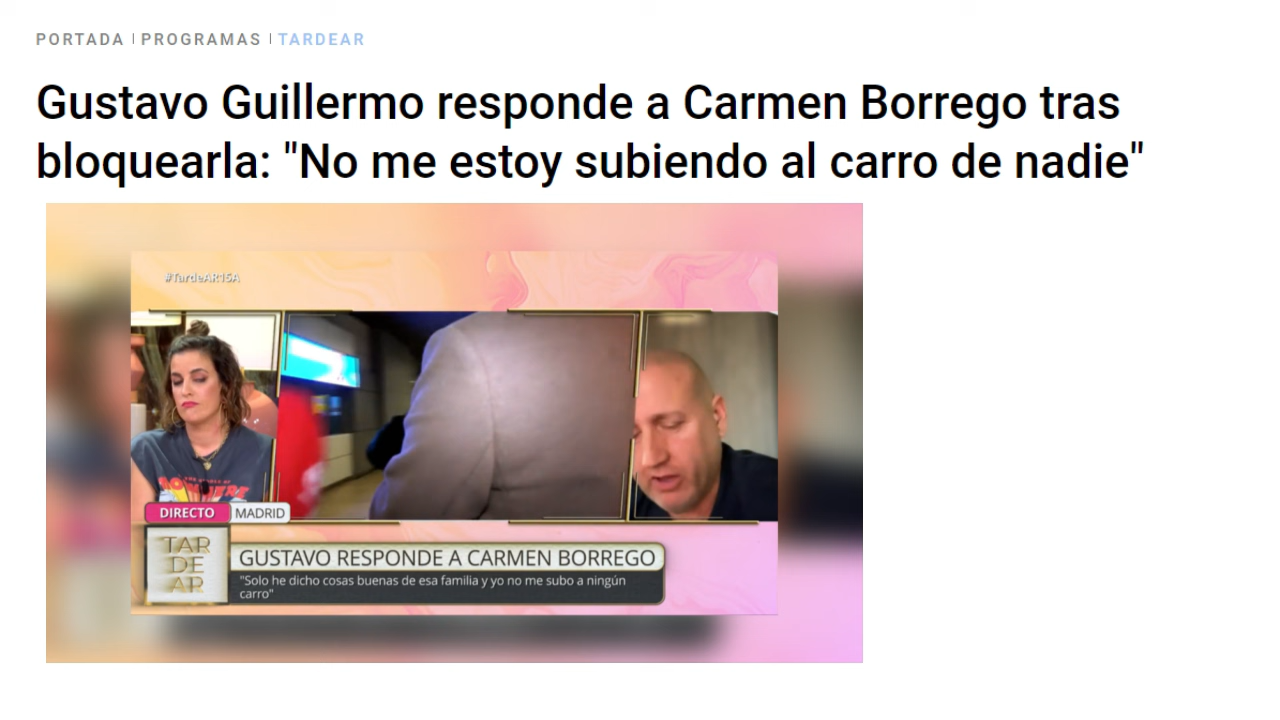 PORTADA | PROGRAMAS | TARDEAR
Gustavo Guillermo responde a Carmen Borrego tras
bloquearla: "No me estoy subiendo al carro de nadie"
#TardeAR15A
DIRECTO MADRID
TAR
DE
AR
GUSTAVO RESPONDE A CARMEN BORREGO
"Solo he dicho cosas buenas de esa familia y yo no me subo a ningún
carro"